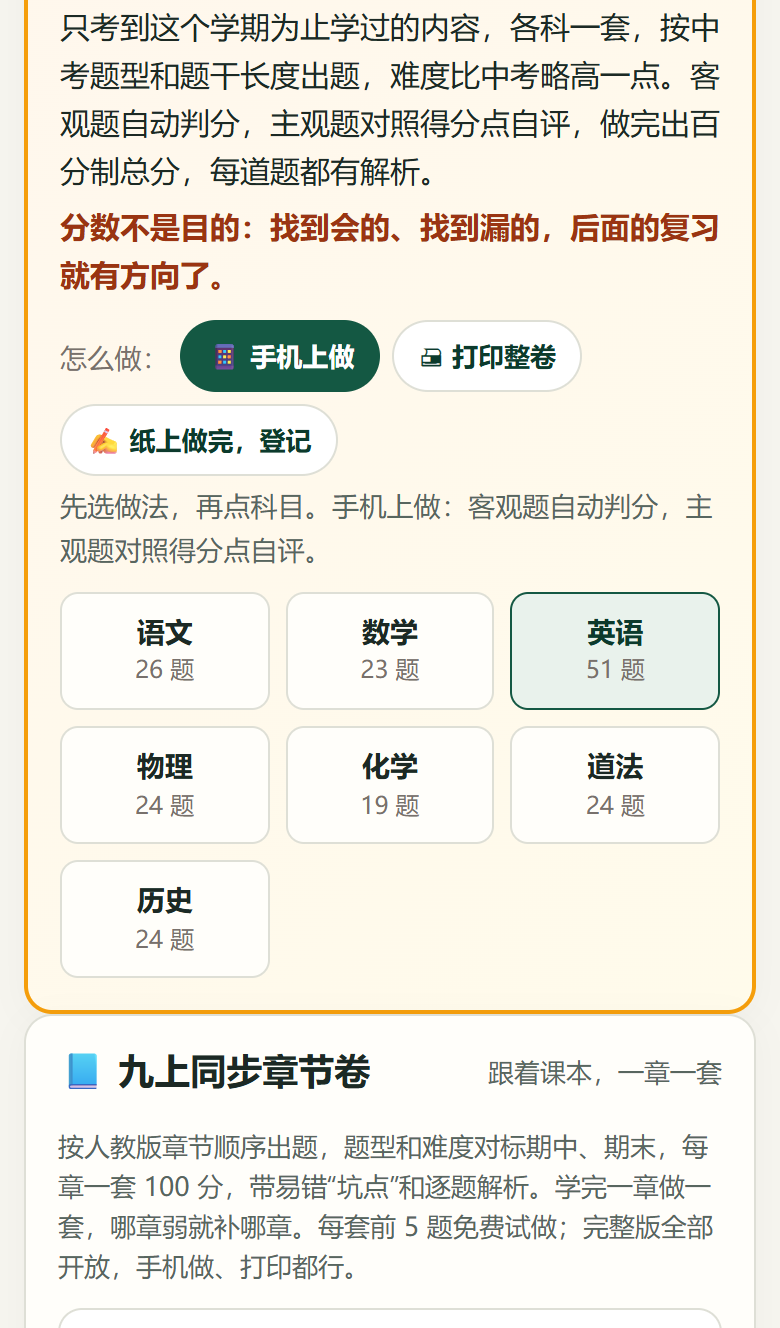 只考到这个学期为止学过的内容，各科一套，按中
考题型和题干长度出题，难度比中考略高一点。客
观题自动判分，主观题对照得分点自评，做完出百
分制总分，每道题都有解析。
分数不是目的：找到会的、找到漏的，后面的复习
就有方向了。
怎么做：
手机上做
打印整卷
纸上做完，登记
先选做法，再点科目。手机上做：客观题自动判分，主
观题对照得分点自评。
语文
26 题
数学
23 题
英语
51 题
物理
24 题
化学
19 题
道法
24 题
历史
24 题
九上同步章节卷
跟着课本，一章一套
按人教版章节顺序出题，题型和难度对标期中、期末，每
章一套 100 分，带易错“坑点”和逐题解析。学完一章做一
套，哪章弱就补哪章。每套前 5 题免费试做；完整版全部
开放，手机做、打印都行。